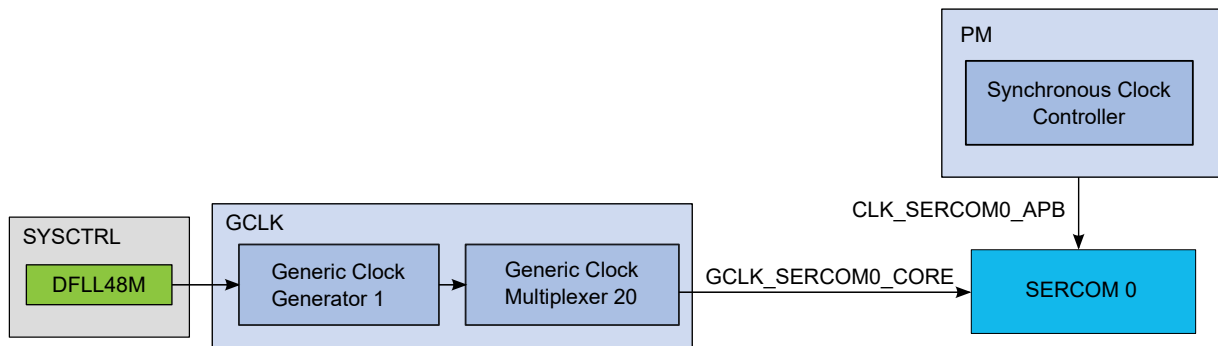 PM
Synchronous Clock
Controller
CLK_SERCOM0_APB
SYSCTRL
DFLL48M
GCLK
Generic Clock
Generator 1
Generic Clock
Multiplexer 20
GCLK_SERCOM0_CORE
SERCOM 0